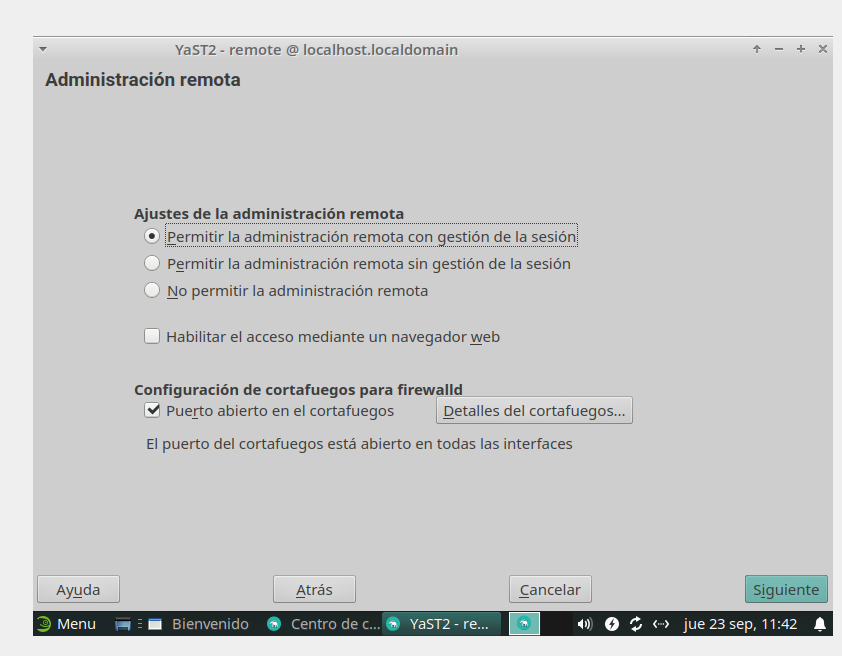 YaST2 - remote @ localhost.localdomain
Administración remota
Ajustes de la administración remota
Permitir la administración remota con gestión de la sesión
Permitir la administración remota sin gestión de la sesión
No permitir la administración remota
Habilitar el acceso mediante un navegador web
Configuración de cortafuegos para firewalld
Puerto abierto en el cortafuegos Detalles del cortafuegos...
El puerto del cortafuegos está abierto en todas las interfaces
Ayuda Atrás Cancelar Siguiente
Menu Bienvenido Centro de c... YaST2 - re... jue 23 sep, 11:42